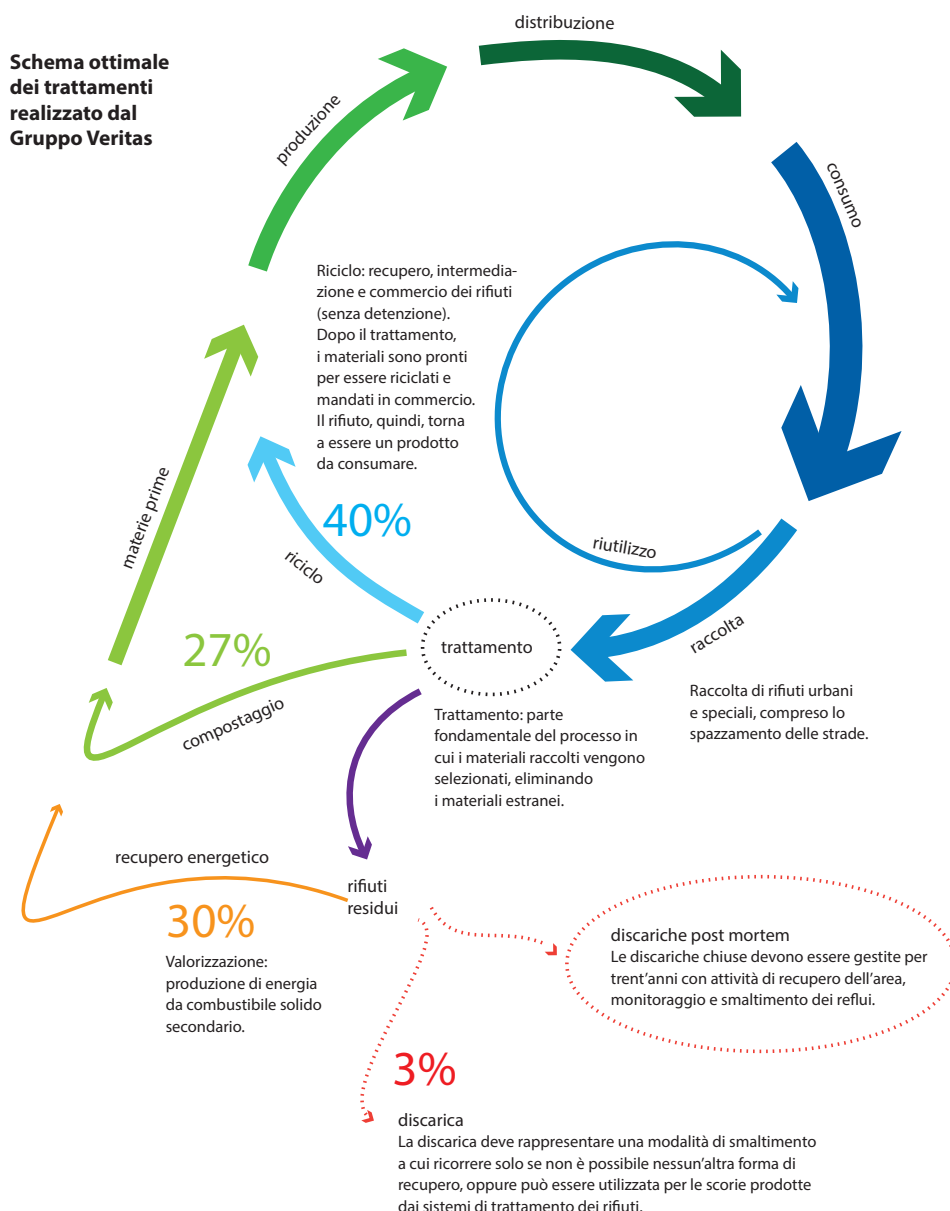 Schema ottimale
dei trattamenti
realizzato dal
Gruppo Veritas
distribuzione
produzione
consumo
Riciclo: recupero, intermedia-
zione e commercio dei rifiuti
(senza detenzione).
Dopo il trattamento,
i materiali sono pronti
per essere riciclati e
mandati in commercio.
Il rifiuto, quindi, torna
a essere un prodotto
da consumare.
materie prime
40%
riciclo
riutilizzo
raccolta
27%
trattamento
compostaggio
Raccolta di rifiuti urbani
e speciali, compreso lo
spazzamento delle strade.
Trattamento: parte
fondamentale del processo in
cui i materiali raccolti vengono
selezionati, eliminando
i materiali estranei.
recupero energetico
rifiuti
residui
30%
Valorizzazione:
produzione di energia
da combustibile solido
secondario.
discariche post mortem
Le discariche chiuse devono essere gestite per
trent'anni con attività di recupero dell'area,
monitoraggio e smaltimento dei reflui.
3%
discarica
La discarica deve rappresentare una modalità di smaltimento
a cui ricorrere solo se non è possibile nessun'altra forma di
recupero, oppure può essere utilizzata per le scorie prodotte
dai sistemi di trattamento dei rifiuti.